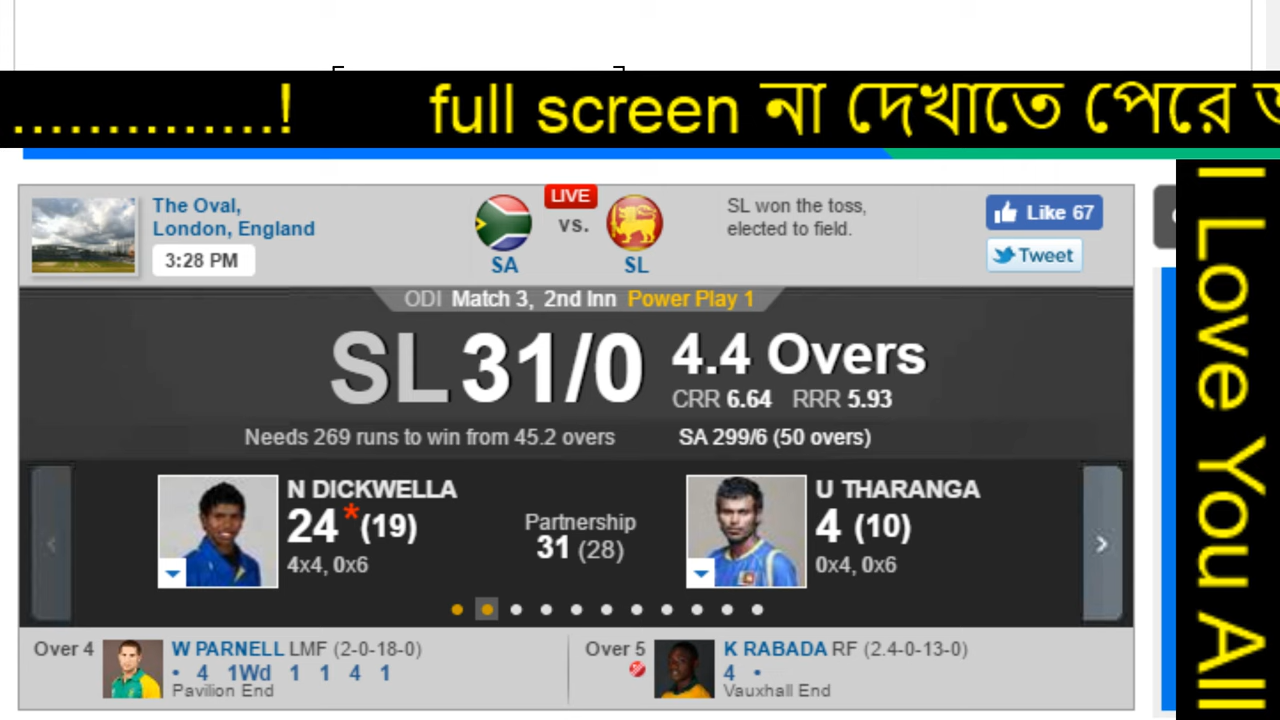 ..............! full screen না দেখাতে পেরে
The Oval,
London, England
3:28 PM
LIVE
vs.
SA
SL
SL won the toss,
elected to field.
Like 67
Tweet
ODI Match 3, 2nd Inn Power Play 1
SL 31/0
4.4 Overs
CRR 6.64 RRR 5.93
Needs 269 runs to win from 45.2 overs
SA 299/6 (50 overs)
N DICKWELLA
24*(19)
4x4, 0x6
Partnership
31 (28)
U THARANGA
4 (10)
0x4, 0x6
Over 4
W PARNELL LMF (2-0-18-0)
• 4 1Wd 1 1 4 1
Pavilion End
Over 5
K RABADA RF (2.4-0-13-0)
4 •
Vauxhall End
I Love You All